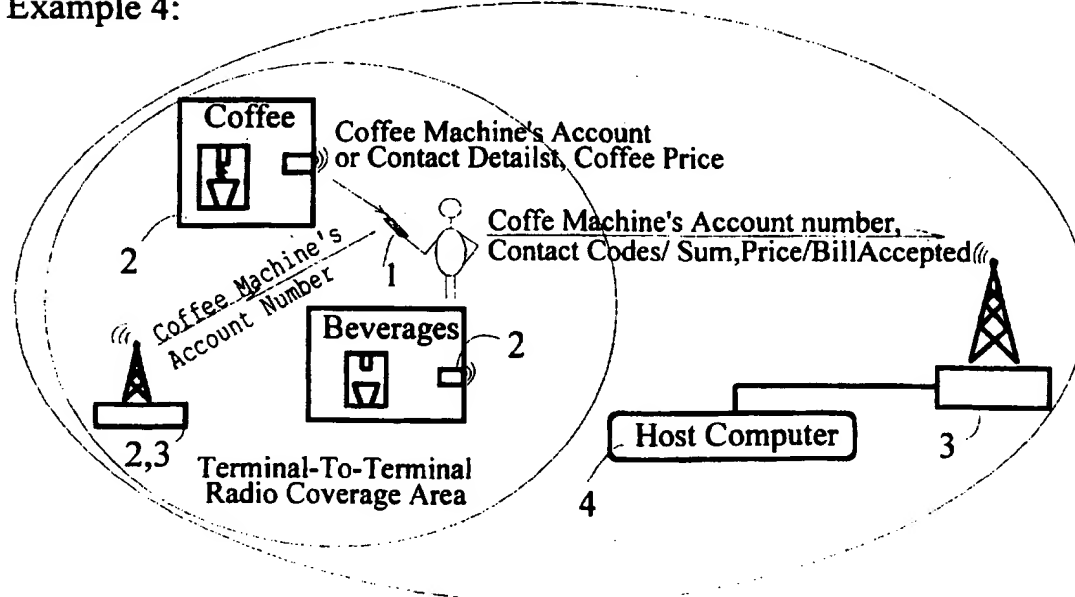 Example 4:
Coffee
Coffee Machine's Account
or Contact Detailst, Coffee Price
2
1
Coffe Machine's Account number,
Contact Codes/ Sum,Price/BillAccepted
Coffee Machine's
Account Number
Beverages
2
2,3
Terminal-To-Terminal
Radio Coverage Area
Host Computer
4
3